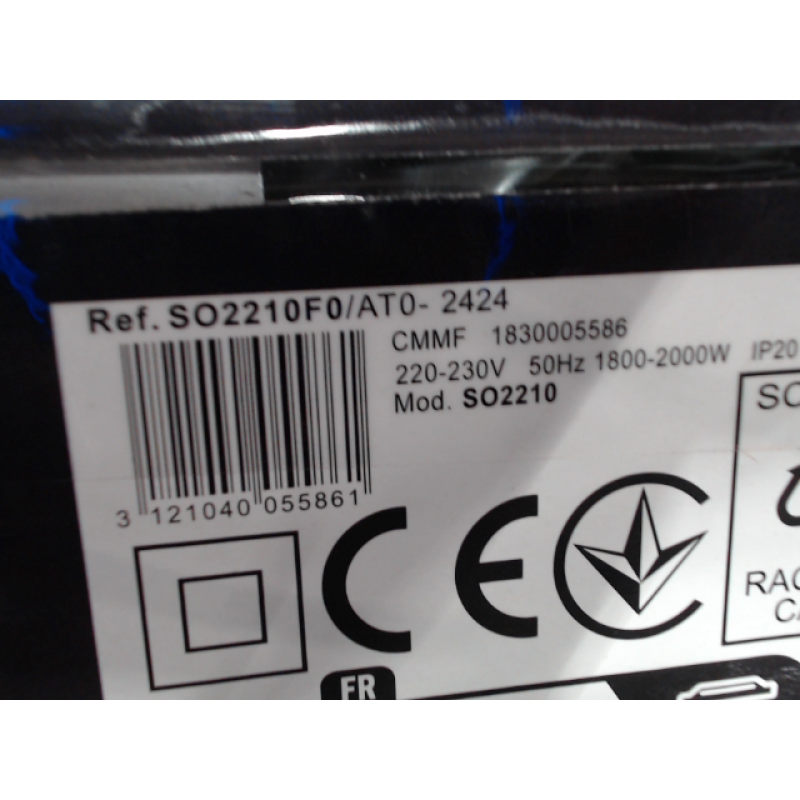 Ref. SO2210F0/AT0- 2424
CMMF 1830005586
220-230V 50Hz 1800-2000W IP20
Mod. SO2210
3 121040 055861
CE
FR